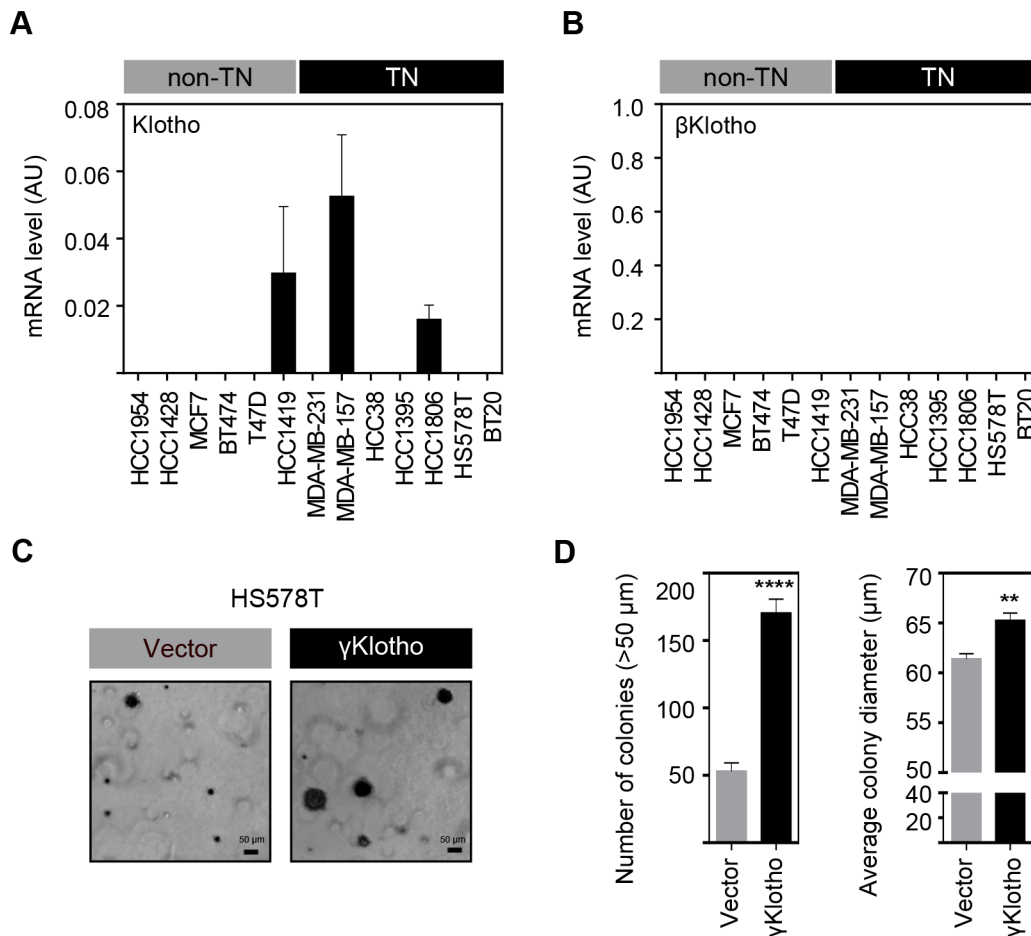 A
non-TN TN
Klotho
mRNA level (AU)
0.08
0.06
0.04
0.02
HCC1954
HCC1428
MCF7
BT474
T47D
HCC1419
MDA-MB-231
MDA-MB-157
HCC38
HCC1395
HCC1806
HS578T
BT20
B
non-TN TN
βKlotho
mRNA level (AU)
1.0
0.8
0.6
0.4
0.2
HCC1954
HCC1428
MCF7
BT474
T47D
HCC1419
MDA-MB-231
MDA-MB-157
HCC38
HCC1395
HCC1806
HS578T
BT20
C
HS578T
Vector γKlotho
50 μm 50 μm
D
Number of colonies (>50 μm)
200
150
100
50
****
Vector
γKlotho
Average colony diameter (μm)
70
65
60
55
50
40
20
**
Vector
γKlotho